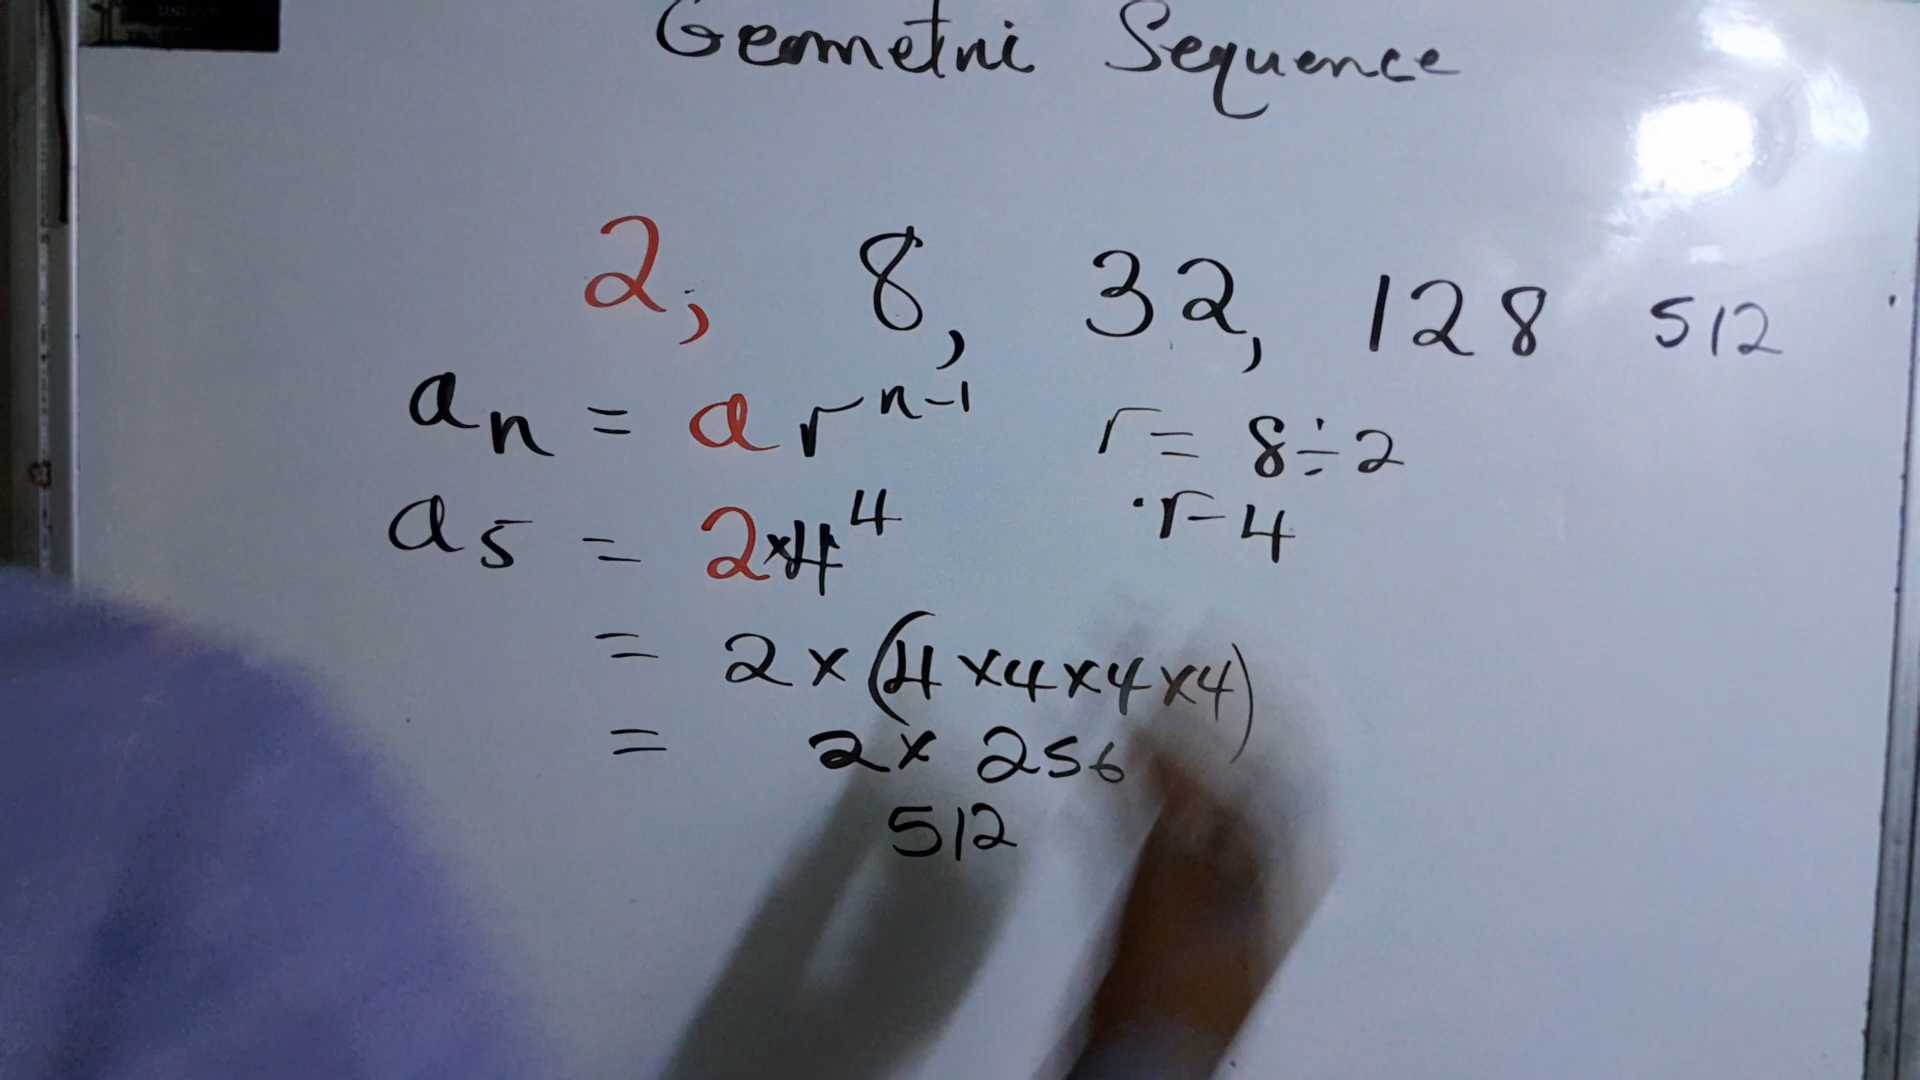 Geometric Sequence
2, 8, 32, 128 512
aₙ = arⁿ⁻¹ r = 8÷2
a₅ = 2×4⁴ r=4
= 2×(4×4×4×4)
= 2× 256
512